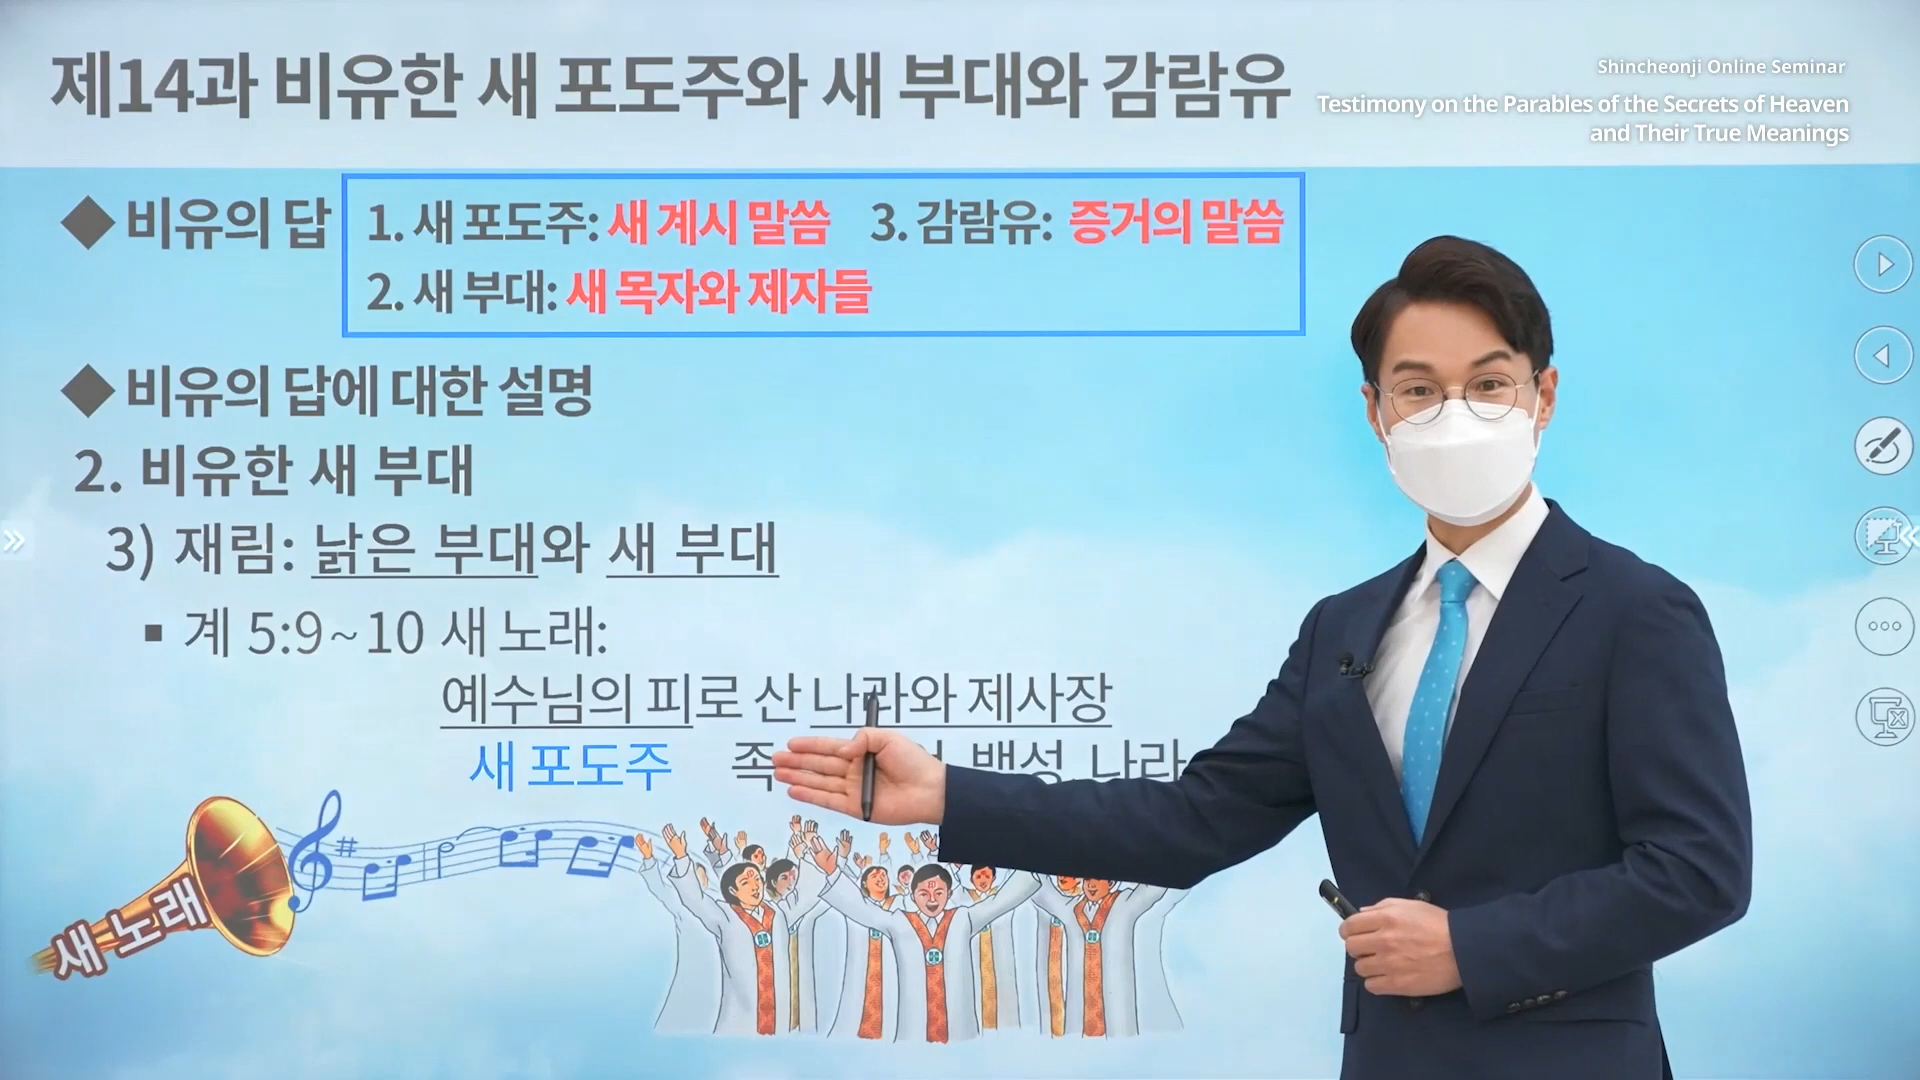 제14과 비유한 새 포도주와 새 부대와 감람유
Shincheonji Online Seminar
Testimony on the Parables of the Secrets of Heaven
and Their True Meanings
◆ 비유의 답
1. 새 포도주: 새 계시 말씀 3. 감람유: 증거의 말씀
2. 새 부대: 새 목자와 제자들
◆ 비유의 답에 대한 설명
2. 비유한 새 부대
3) 재림: 낡은 부대와 새 부대
▪ 계 5:9~10 새 노래:
예수님의 피로 산 나라와 제사장
새 포도주 백성, 나라
새 노래